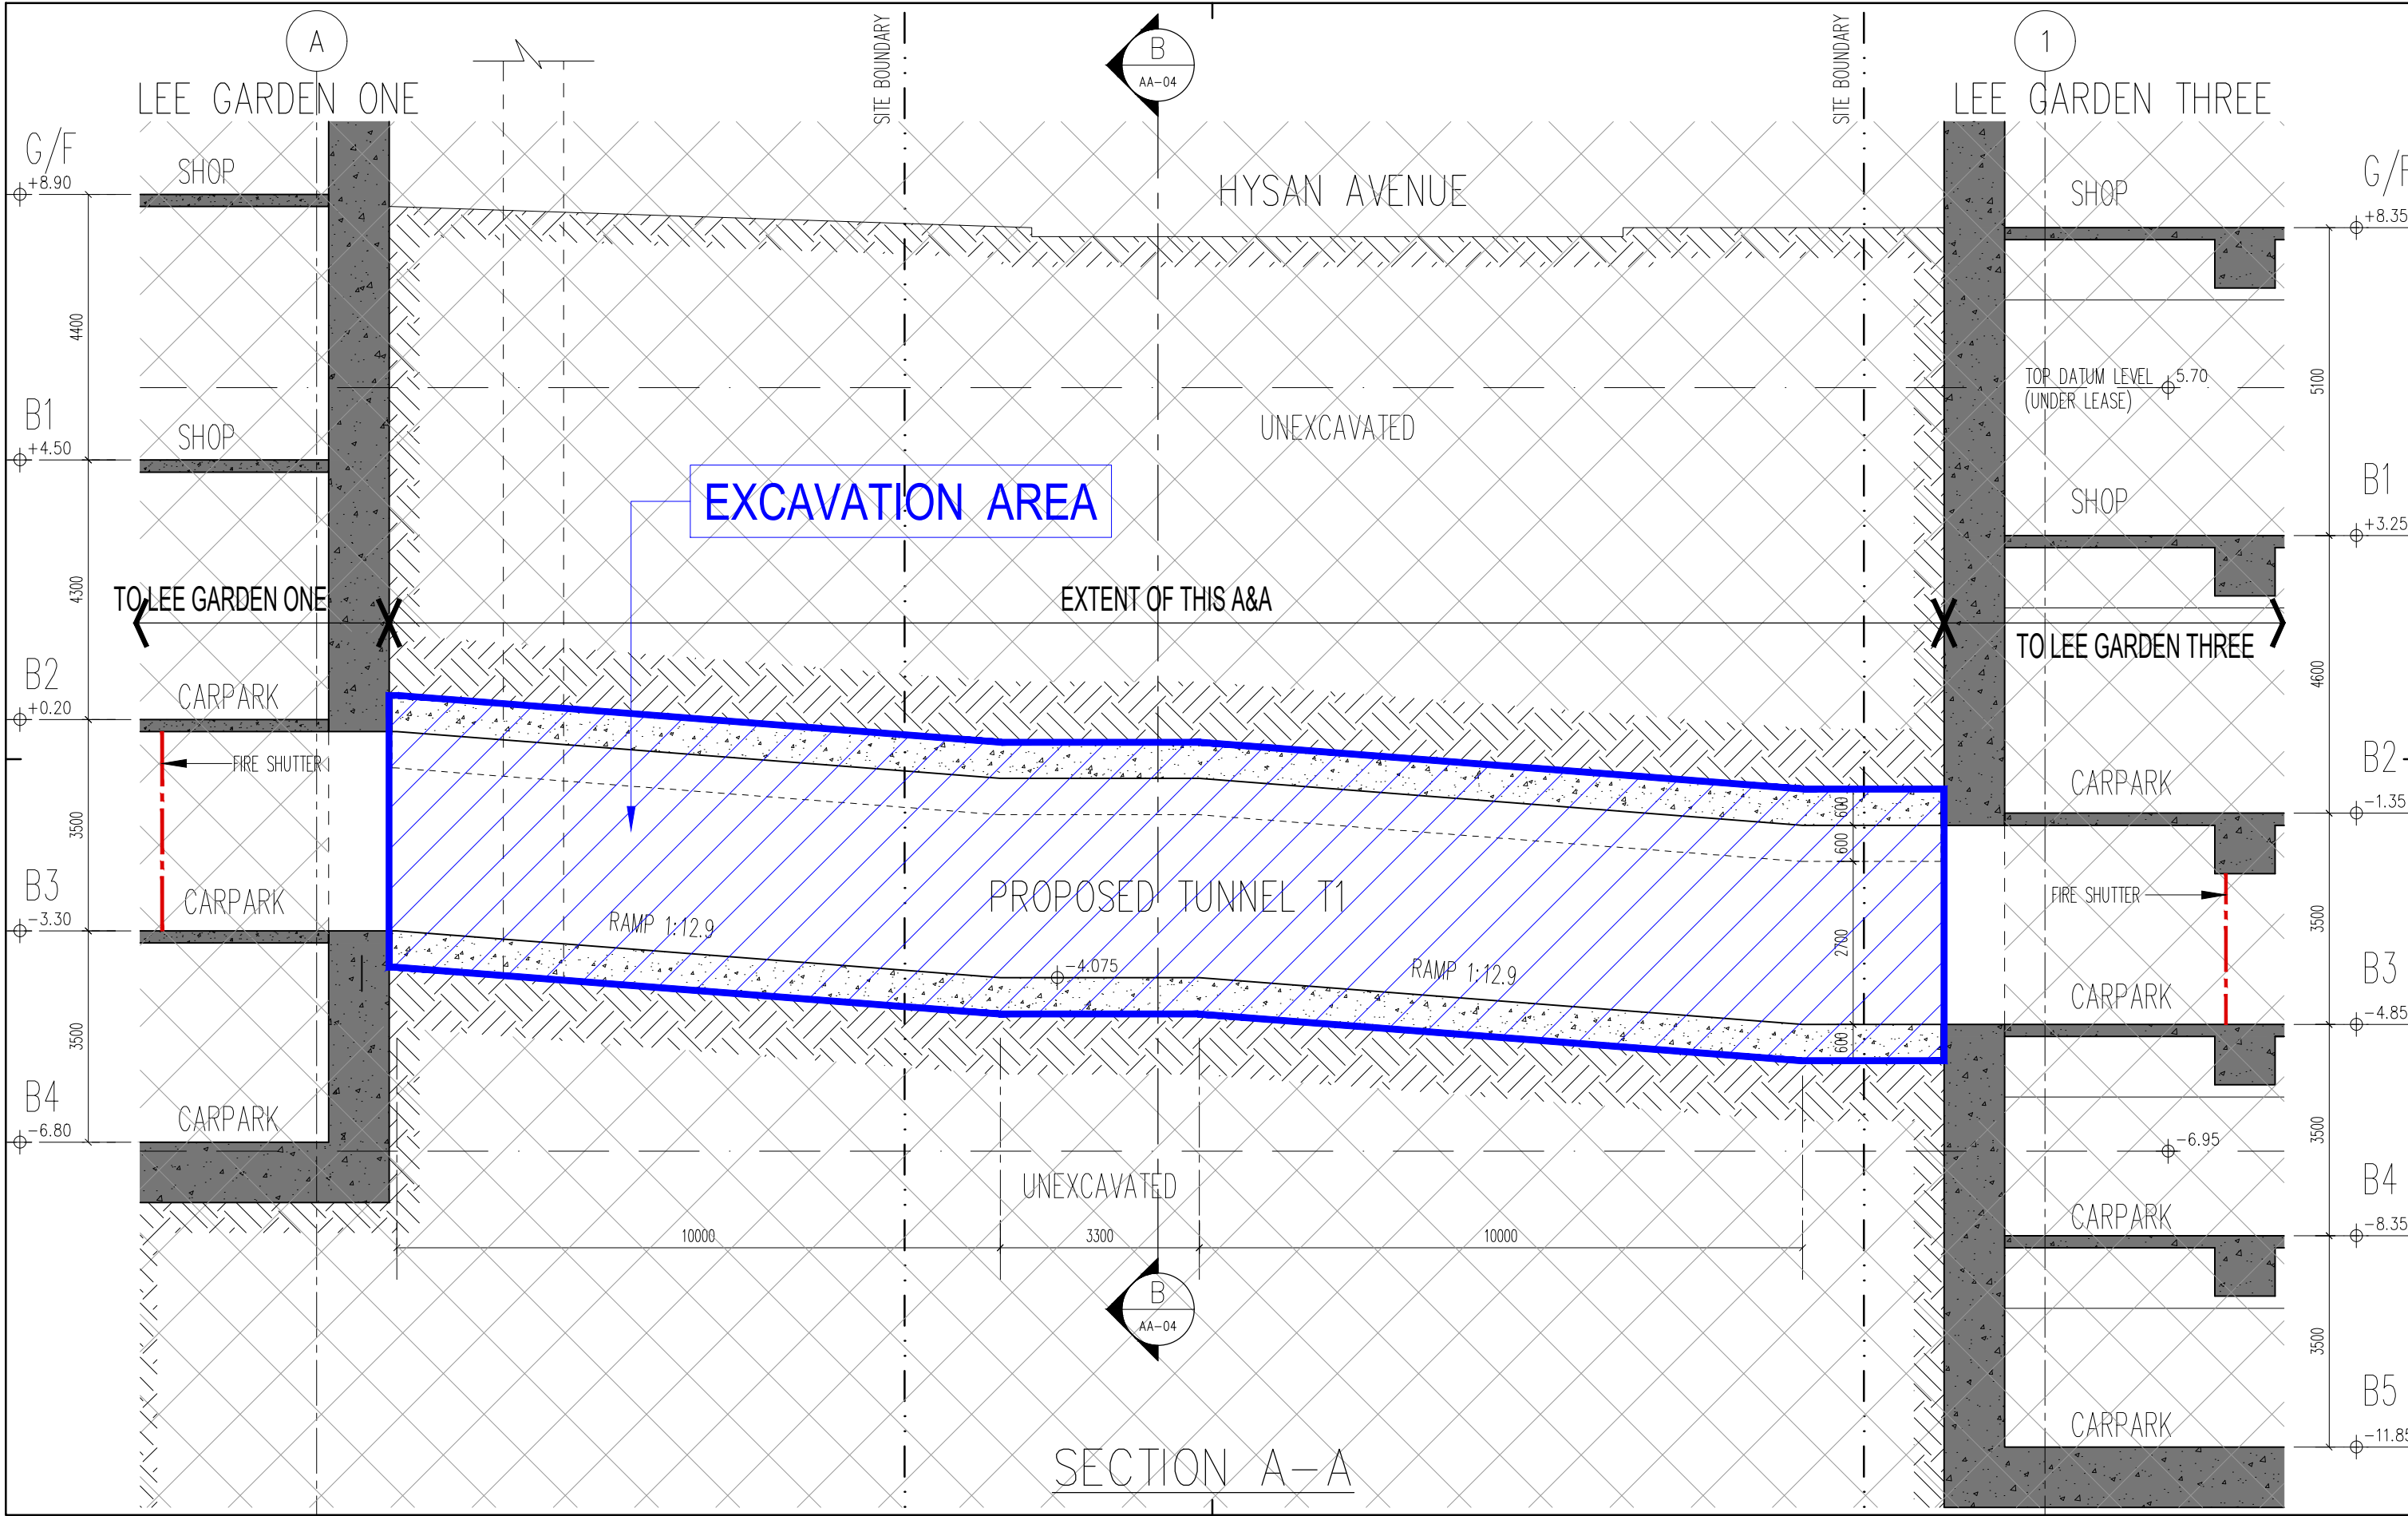 A
SITE BOUNDARY
B
AA-04
SITE BOUNDARY
1
LEE GARDEN ONE
LEE GARDEN THREE
G/F
+8.90
SHOP
HYSAN AVENUE
SHOP
G/F
+8.35
4400
TOP DATUM LEVEL
(UNDER LEASE)
5.70
5100
B1
+4.50
SHOP
UNEXCAVATED
EXCAVATION AREA
SHOP
B1
+3.25
4300
TO LEE GARDEN ONE
EXTENT OF THIS A&A
TO LEE GARDEN THREE
4600
B2
+0.20
CARPARK
FIRE SHUTTER
CARPARK
B2
-1.35
3500
600
600
2700
600
PROPOSED TUNNEL T1
FIRE SHUTTER
3500
B3
-3.30
CARPARK
RAMP 1:12.9
-4.075
RAMP 1:12.9
CARPARK
B3
-4.85
3500
B4
-6.80
CARPARK
-6.95
3500
UNEXCAVATED
CARPARK
B4
-8.35
10000
3300
10000
B
AA-04
3500
CARPARK
B5
-11.85
SECTION A-A